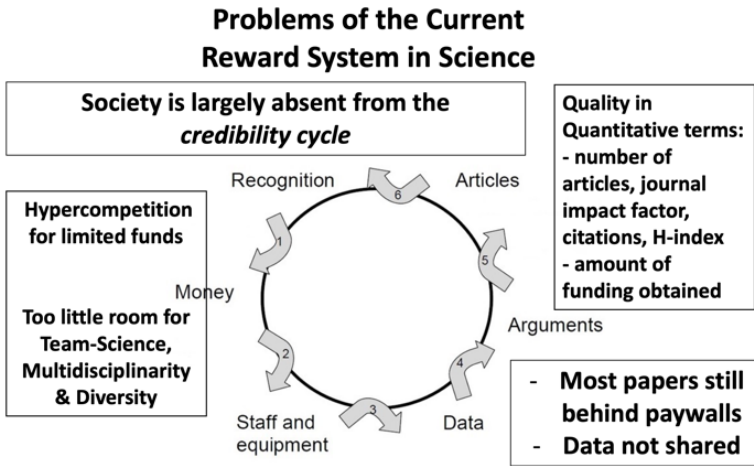 Problems of the Current
Reward System in Science
Society is largely absent from the
credibility cycle
Quality in
Quantitative terms:
- number of
articles, journal
impact factor,
citations, H-index
- amount of
funding obtained
Hypercompetition
for limited funds
Too little room for
Team-Science,
Multidisciplinarity
& Diversity
Recognition
Articles
6
1
5
Money
Arguments
2
4
3
Staff and
equipment
Data
- Most papers still
behind paywalls
- Data not shared